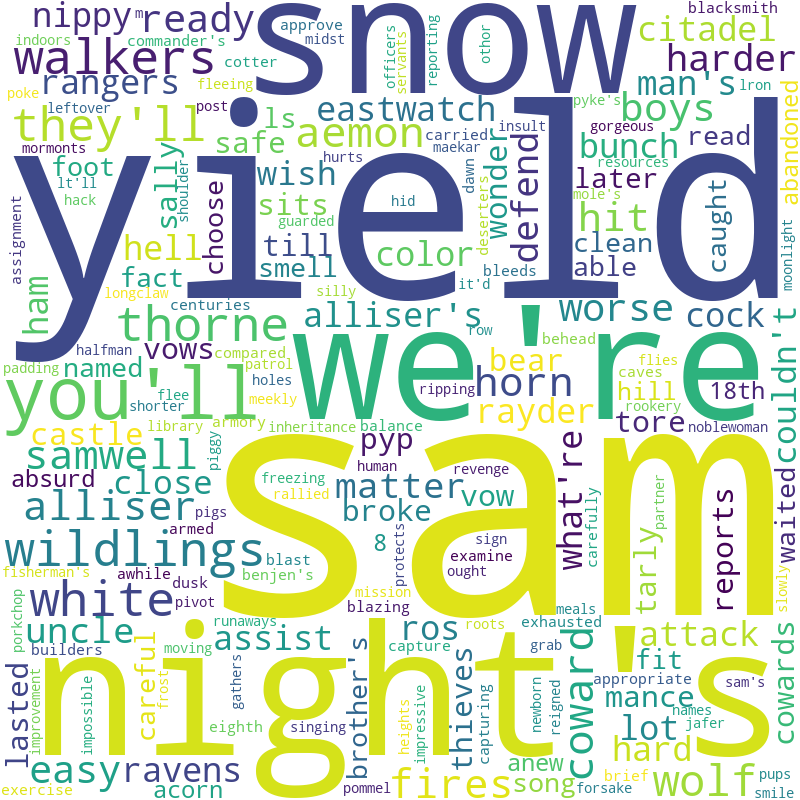 yield
sam
snow
we're
night's
you'll
wildlings
they'll
walkers
white
thorne
aemon
alliser
samwell
nippy
ready
rangers
citadel
harder
man's
boys
eastwatch
bunch
safe
ls
foot
sally
wish
sits
till
smell
color
wonder
defend
read
later
hit
clean
able
caught
abandoned
blacksmith
indoors
m
commander's
cotter
approve
midst
officers
servants
reporting
othor
pyke's
lron
poke
leftover
post
fleeing
mormonts
lt'll
hack
shoulder
hurts
carried
maekar
insult
gorgeous
resources
dawn
mole's
hid
guarded
deserters
it'd
bleeds
silly
moonlight
assignment
choose
hell
fact
longclaw
centuries
ham
vows
named
alliser's
worse
cock
couldn't
row
behead
padding
halfman
shorter
flee
compared
patrol
holes
meekly
ripping
horn
bear
rayder
hill
flies
caves
rookery
18th
tore
noblewoman
library
armory
inheritance
balance
castle
piggy
pyp
absurd
close
human
freezing
rallied
revenge
matter
broke
vow
what're
carefully
partner
tarly
reports
waited
pigs
armed
blast
8
protects
sign
examine
ought
fisherman's
awhile
dusk
benjen's
pivot
mission
blazing
slowly
uncle
porkchop
runaways
assist
ros
roots
meals
exhausted
grab
attack
cowards
coward
fit
builders
moving
capture
appropriate
sam's
lasted
careful
frost
improvement
impossible
gathers
brother's
thieves
capturing
newborn
reigned
mance
names
jafer
lot
eighth
singing
heights
impressive
easy
ravens
hard
anew
song
wolf
pups
exercise
acorn
pommel
fires
brief
forsake
smile